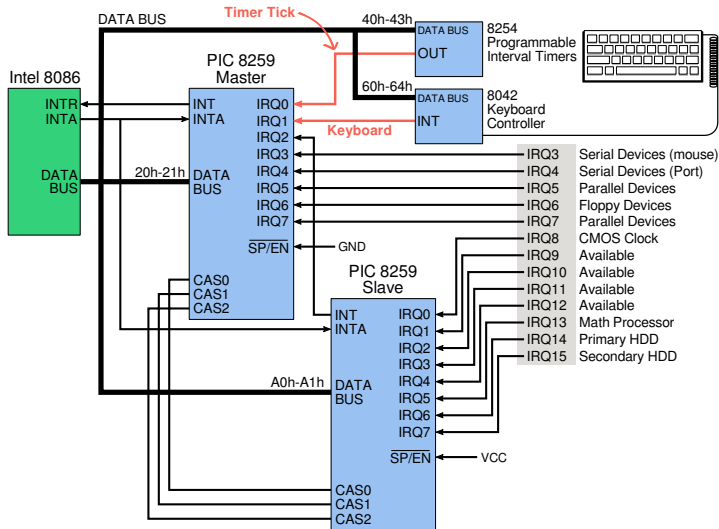 Timer Tick
DATA BUS
40h-43h
DATA BUS
OUT
8254
Programmable
Interval Timers
60h-64h
DATA BUS
INT
8042
Keyboard
Controller
Keyboard
Intel 8086
INTR
INTA
DATA
BUS
20h-21h
PIC 8259
Master
INT
INTA
DATA
BUS
IRQ0
IRQ1
IRQ2
IRQ3
IRQ4
IRQ5
IRQ6
IRQ7
SP/EN
GND
CAS0
CAS1
CAS2
IRQ3 Serial Devices (mouse)
IRQ4 Serial Devices (Port)
IRQ5 Parallel Devices
IRQ6 Floppy Devices
IRQ7 Parallel Devices
IRQ8 CMOS Clock
IRQ9 Available
IRQ10 Available
IRQ11 Available
IRQ12 Available
IRQ13 Math Processor
IRQ14 Primary HDD
IRQ15 Secondary HDD
PIC 8259
Slave
INT
INTA
A0h-A1h
DATA
BUS
IRQ0
IRQ1
IRQ2
IRQ3
IRQ4
IRQ5
IRQ6
IRQ7
SP/EN
VCC
CAS0
CAS1
CAS2